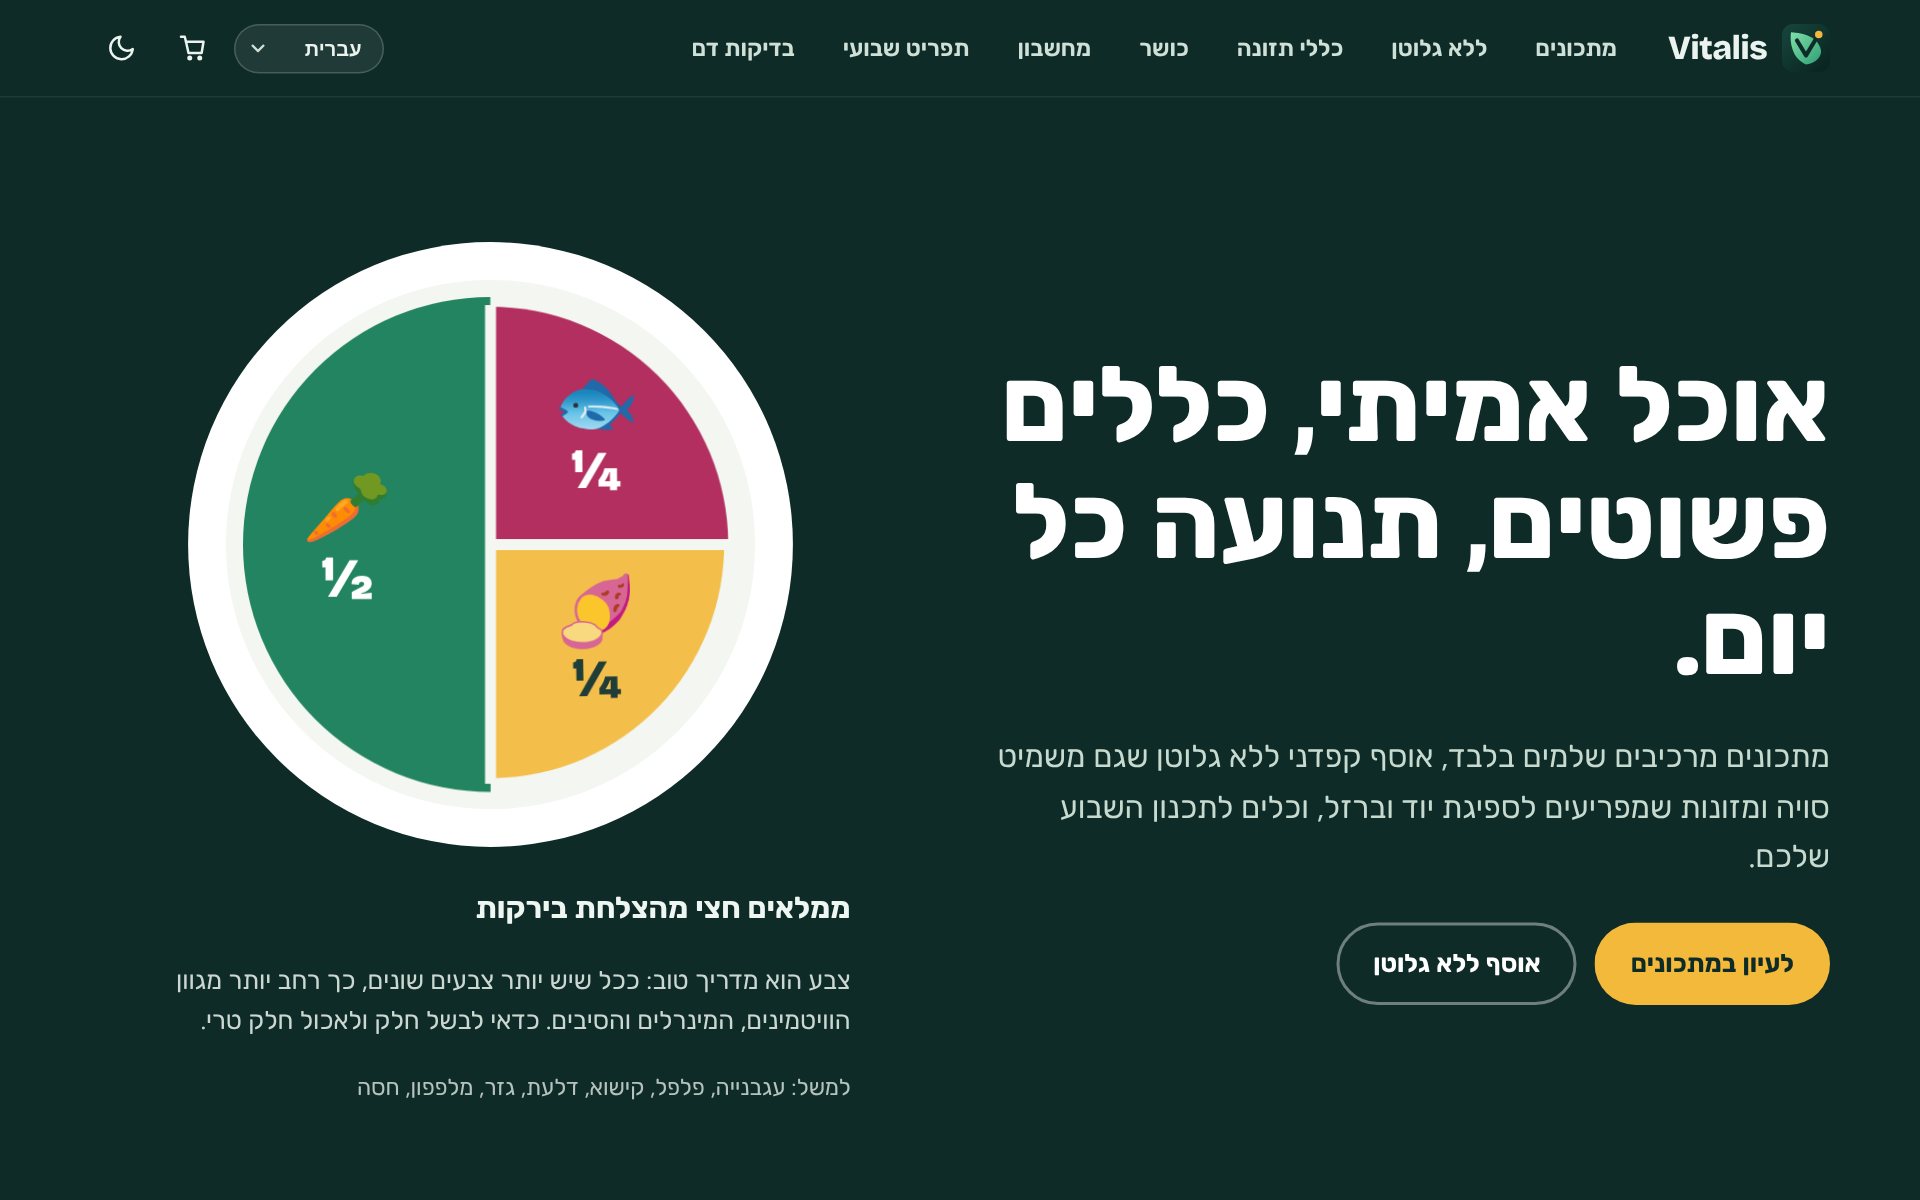 Vitalis
מתכונים
ללא גלוטן
כללי תזונה
כושר
מחשבון
תפריט שבועי
בדיקות דם
עברית
אוכל אמיתי, כללים
פשוטים, תנועה כל
יום.
מתכונים מרכיבים שלמים בלבד, אוסף קפדני ללא גלוטן שגם משמיט
סויה ומזונות שמפריעים לספיגת יוד וברזל, וכלים לתכנון השבוע
שלכם.
לעיון במתכונים
אוסף ללא גלוטן
¼
½
¼
ממלאים חצי מהצלחת בירקות
צבע הוא מדריך טוב: ככל שיש יותר צבעים שונים, כך רחב יותר מגוון
הוויטמינים, המינרלים והסיבים. כדאי לבשל חלק ולאכול חלק טרי.
למשל: עגבנייה, פלפל, קישוא, דלעת, גזר, מלפפון, חסה